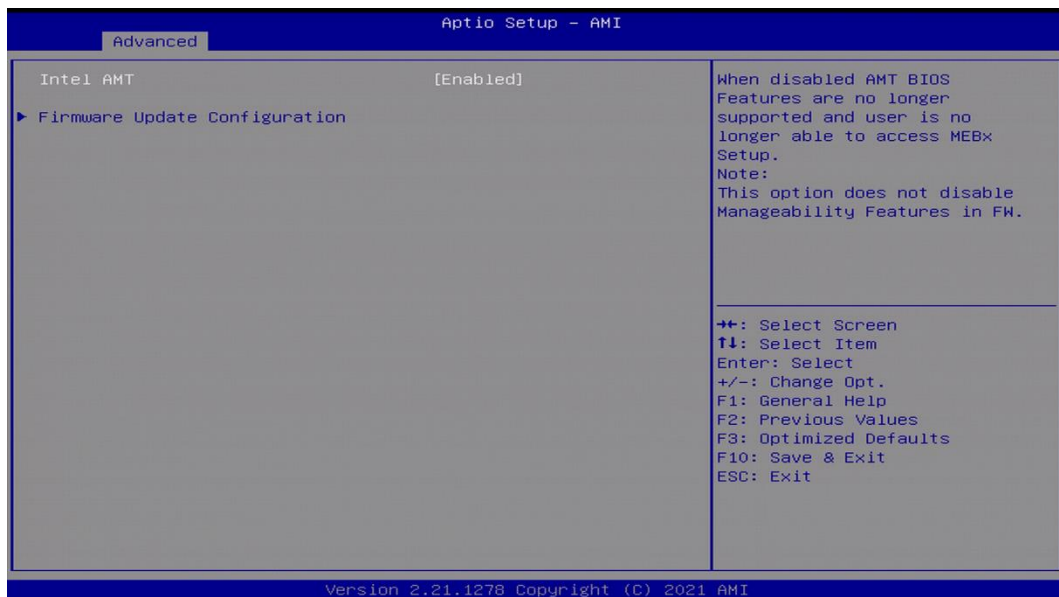 Aptio Setup – AMI
Advanced
Intel AMT [Enabled]
▶ Firmware Update Configuration
When disabled AMT BIOS
Features are no longer
supported and user is no
longer able to access MEBx
Setup.
Note:
This option does not disable
Manageability Features in FW.
→←: Select Screen
↑↓: Select Item
Enter: Select
+/-: Change Opt.
F1: General Help
F2: Previous Values
F3: Optimized Defaults
F10: Save & Exit
ESC: Exit
Version 2.21.1278 Copyright (C) 2021 AMI